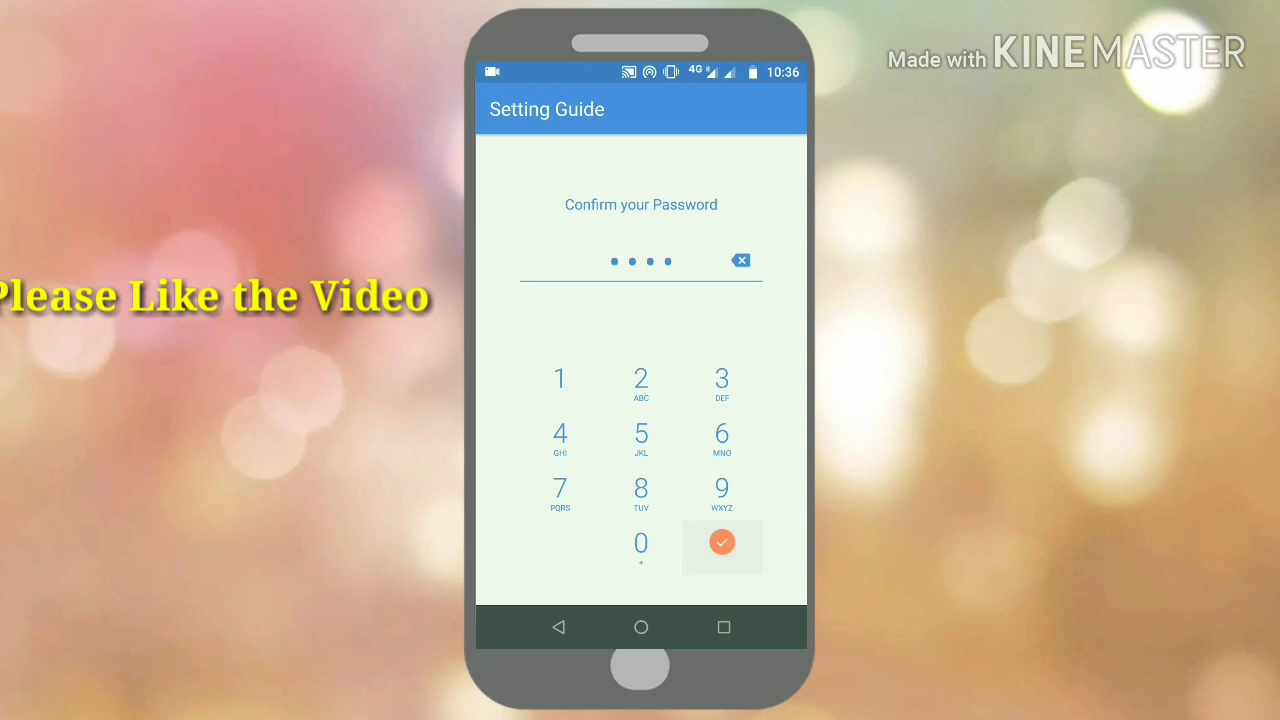 Made with KINEMASTER
4G R 10:36
Setting Guide
Confirm your Password
Please Like the Video
1 2 3
ABC DEF
4 5 6
GHI JKL MNO
7 8 9
PQRS TUV WXYZ
0
+